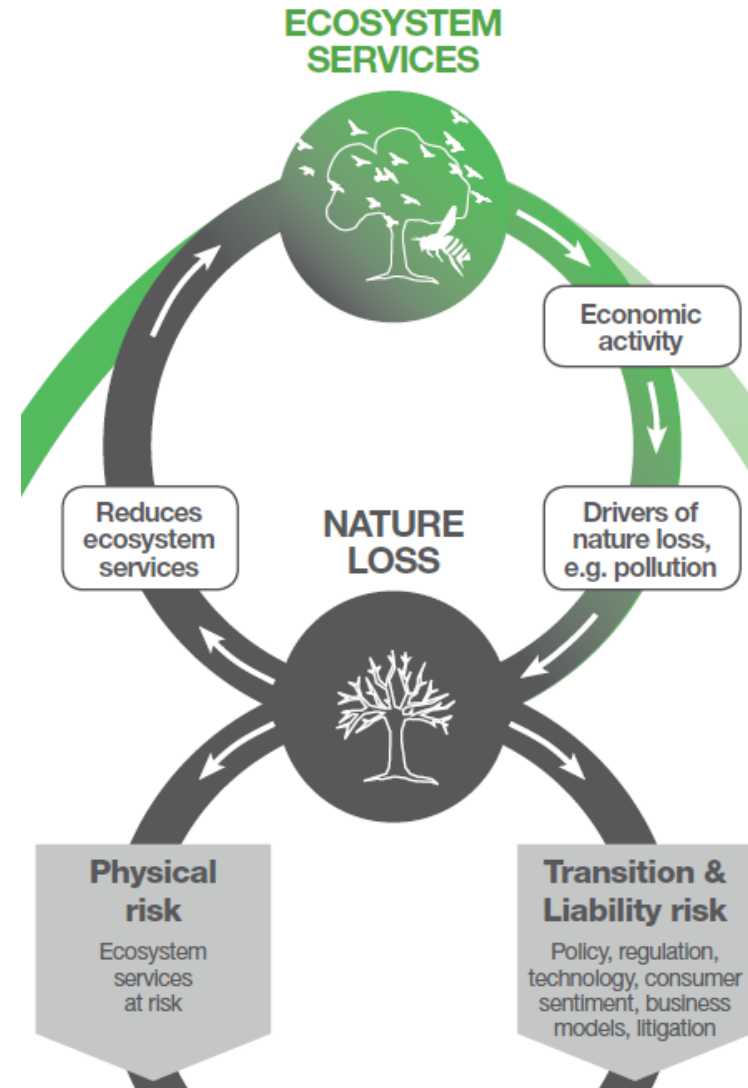 ECOSYSTEM
SERVICES
Economic
activity
Reduces
ecosystem
services
NATURE
LOSS
Drivers of
nature loss,
e.g. pollution
Physical
risk
Ecosystem
services
at risk
Transition &
Liability risk
Policy, regulation,
technology, consumer
sentiment, business
models, litigation